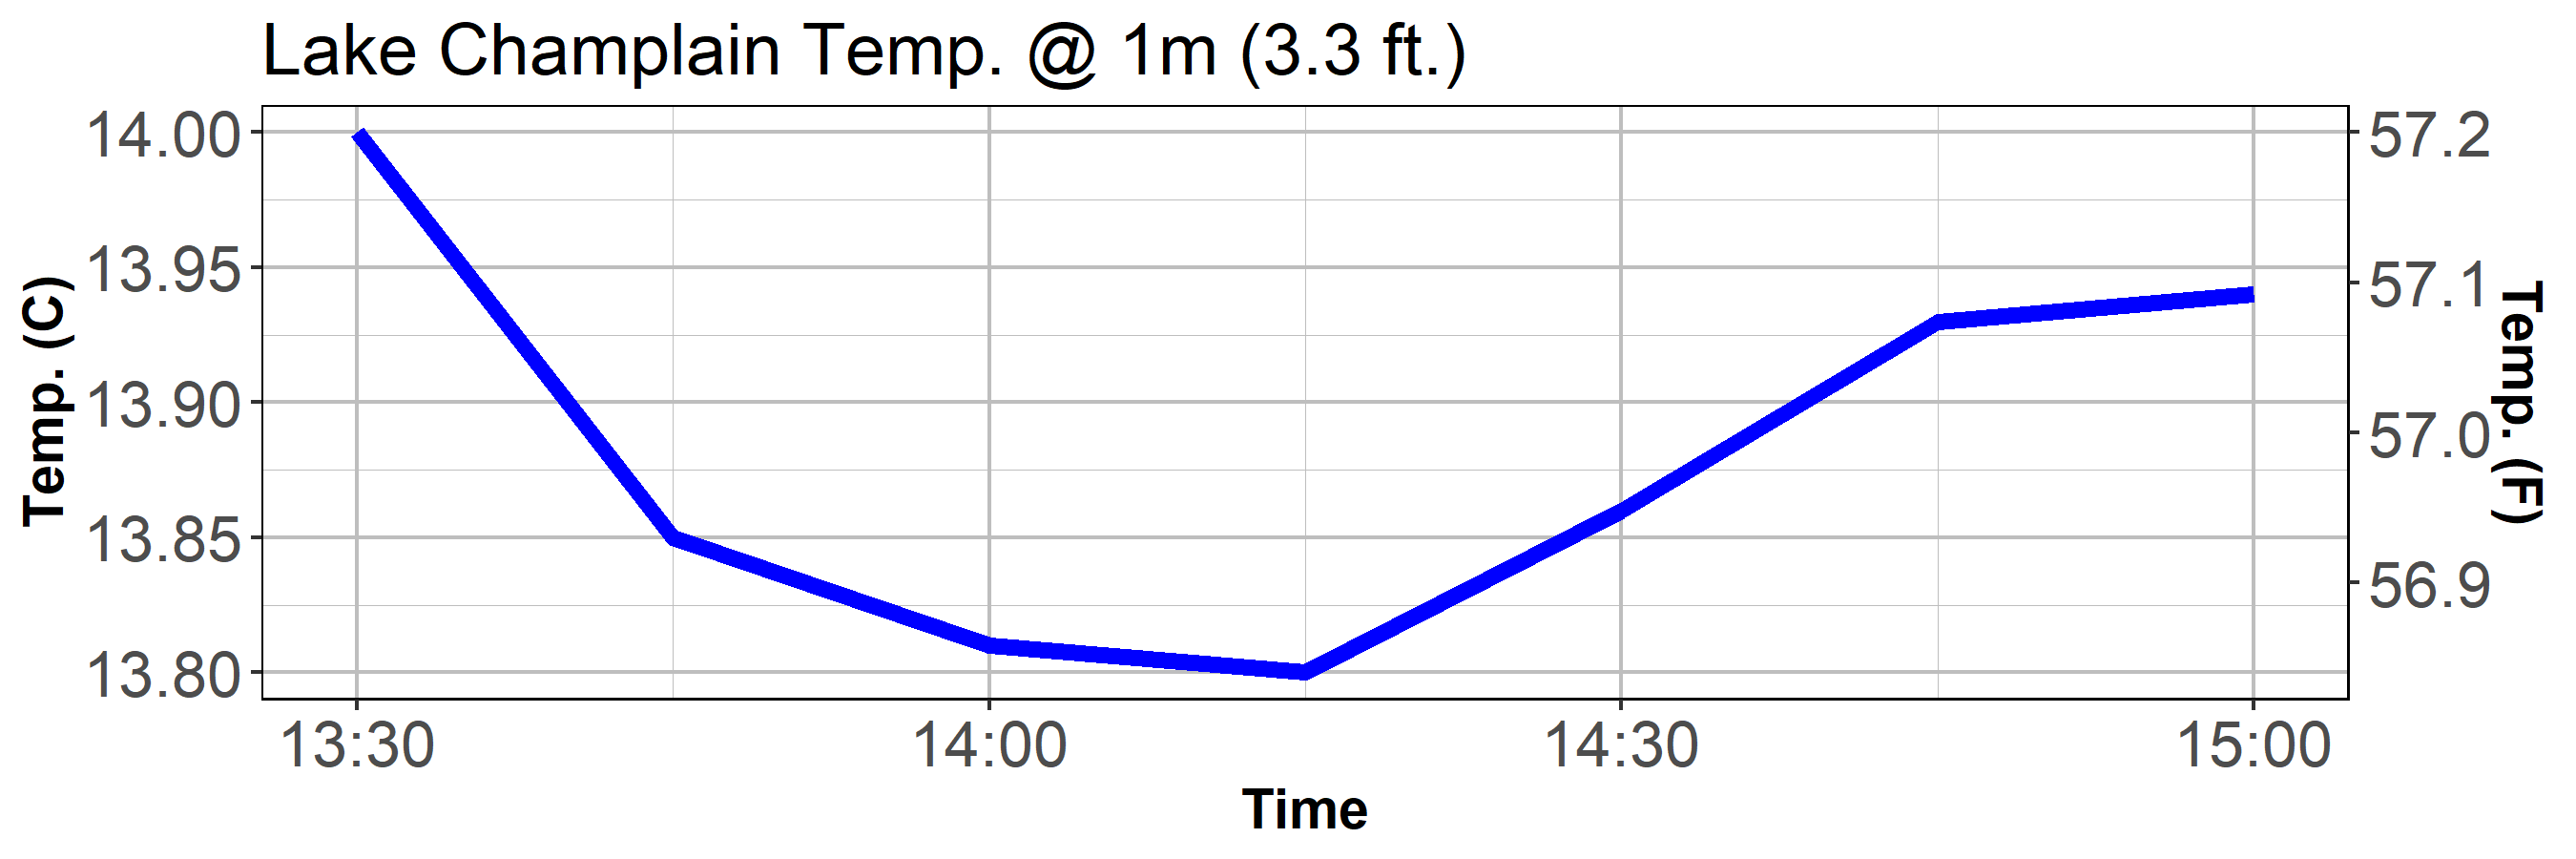 Lake Champlain Temp. @ 1m (3.3 ft.)
Temp. (C)
14.00
13.95
13.90
13.85
13.80
57.2
57.1
57.0
56.9
Temp. (F)
13:30 14:00 14:30 15:00
Time